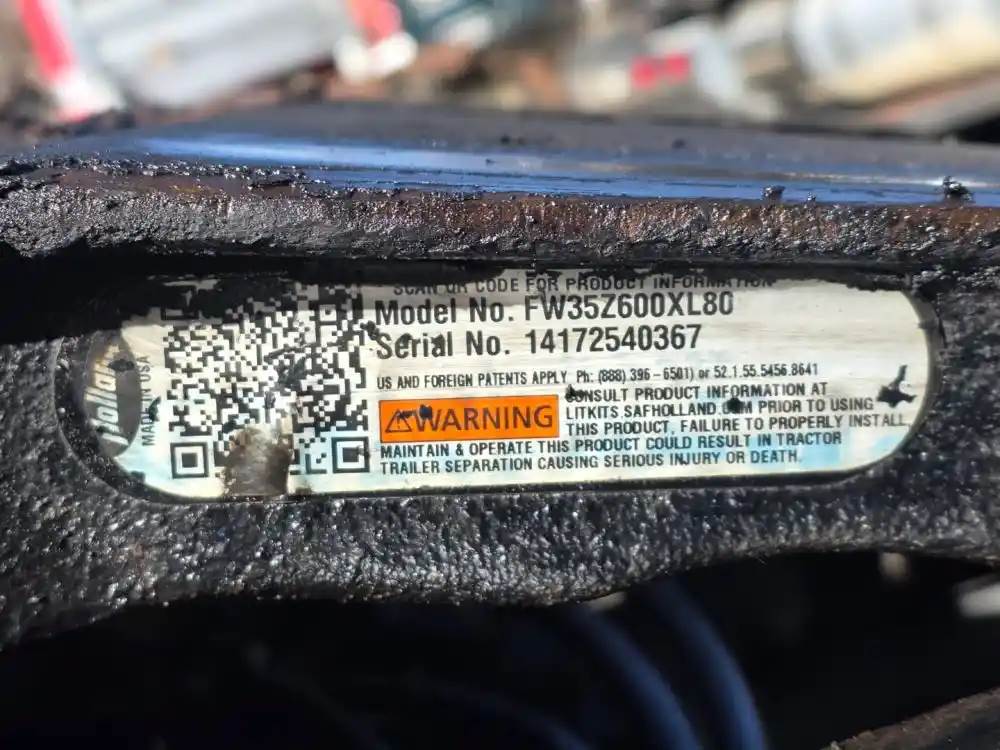 SCAN QR CODE FOR PRODUCT INFORMATION
Model No. FW35Z600XL80
Serial No. 14172540367
US AND FOREIGN PATENTS APPLY Ph: (888) 396-6501) or 52.1.55.5456.8641
WARNING
CONSULT PRODUCT INFORMATION AT
LITKITS.SAFHOLLAND.COM PRIOR TO USING
THIS PRODUCT, FAILURE TO PROPERLY INSTALL,
MAINTAIN & OPERATE THIS PRODUCT COULD RESULT IN TRACTOR
TRAILER SEPARATION CAUSING SERIOUS INJURY OR DEATH.
Holland
MADE IN USA